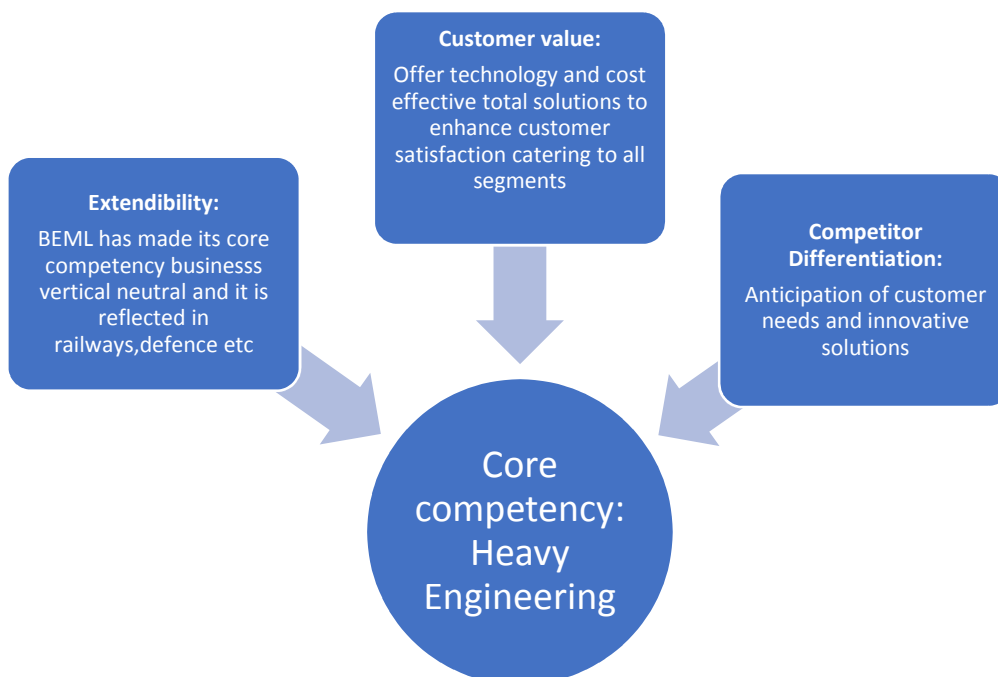 Customer value:
Offer technology and cost
effective total solutions to
enhance customer
satisfaction catering to all
segments
Extendibility:
BEML has made its core
competency businesss
vertical neutral and it is
reflected in
railways,defence etc
Competitor
Differentiation:
Anticipation of customer
needs and innovative
solutions
Core
competency:
Heavy
Engineering